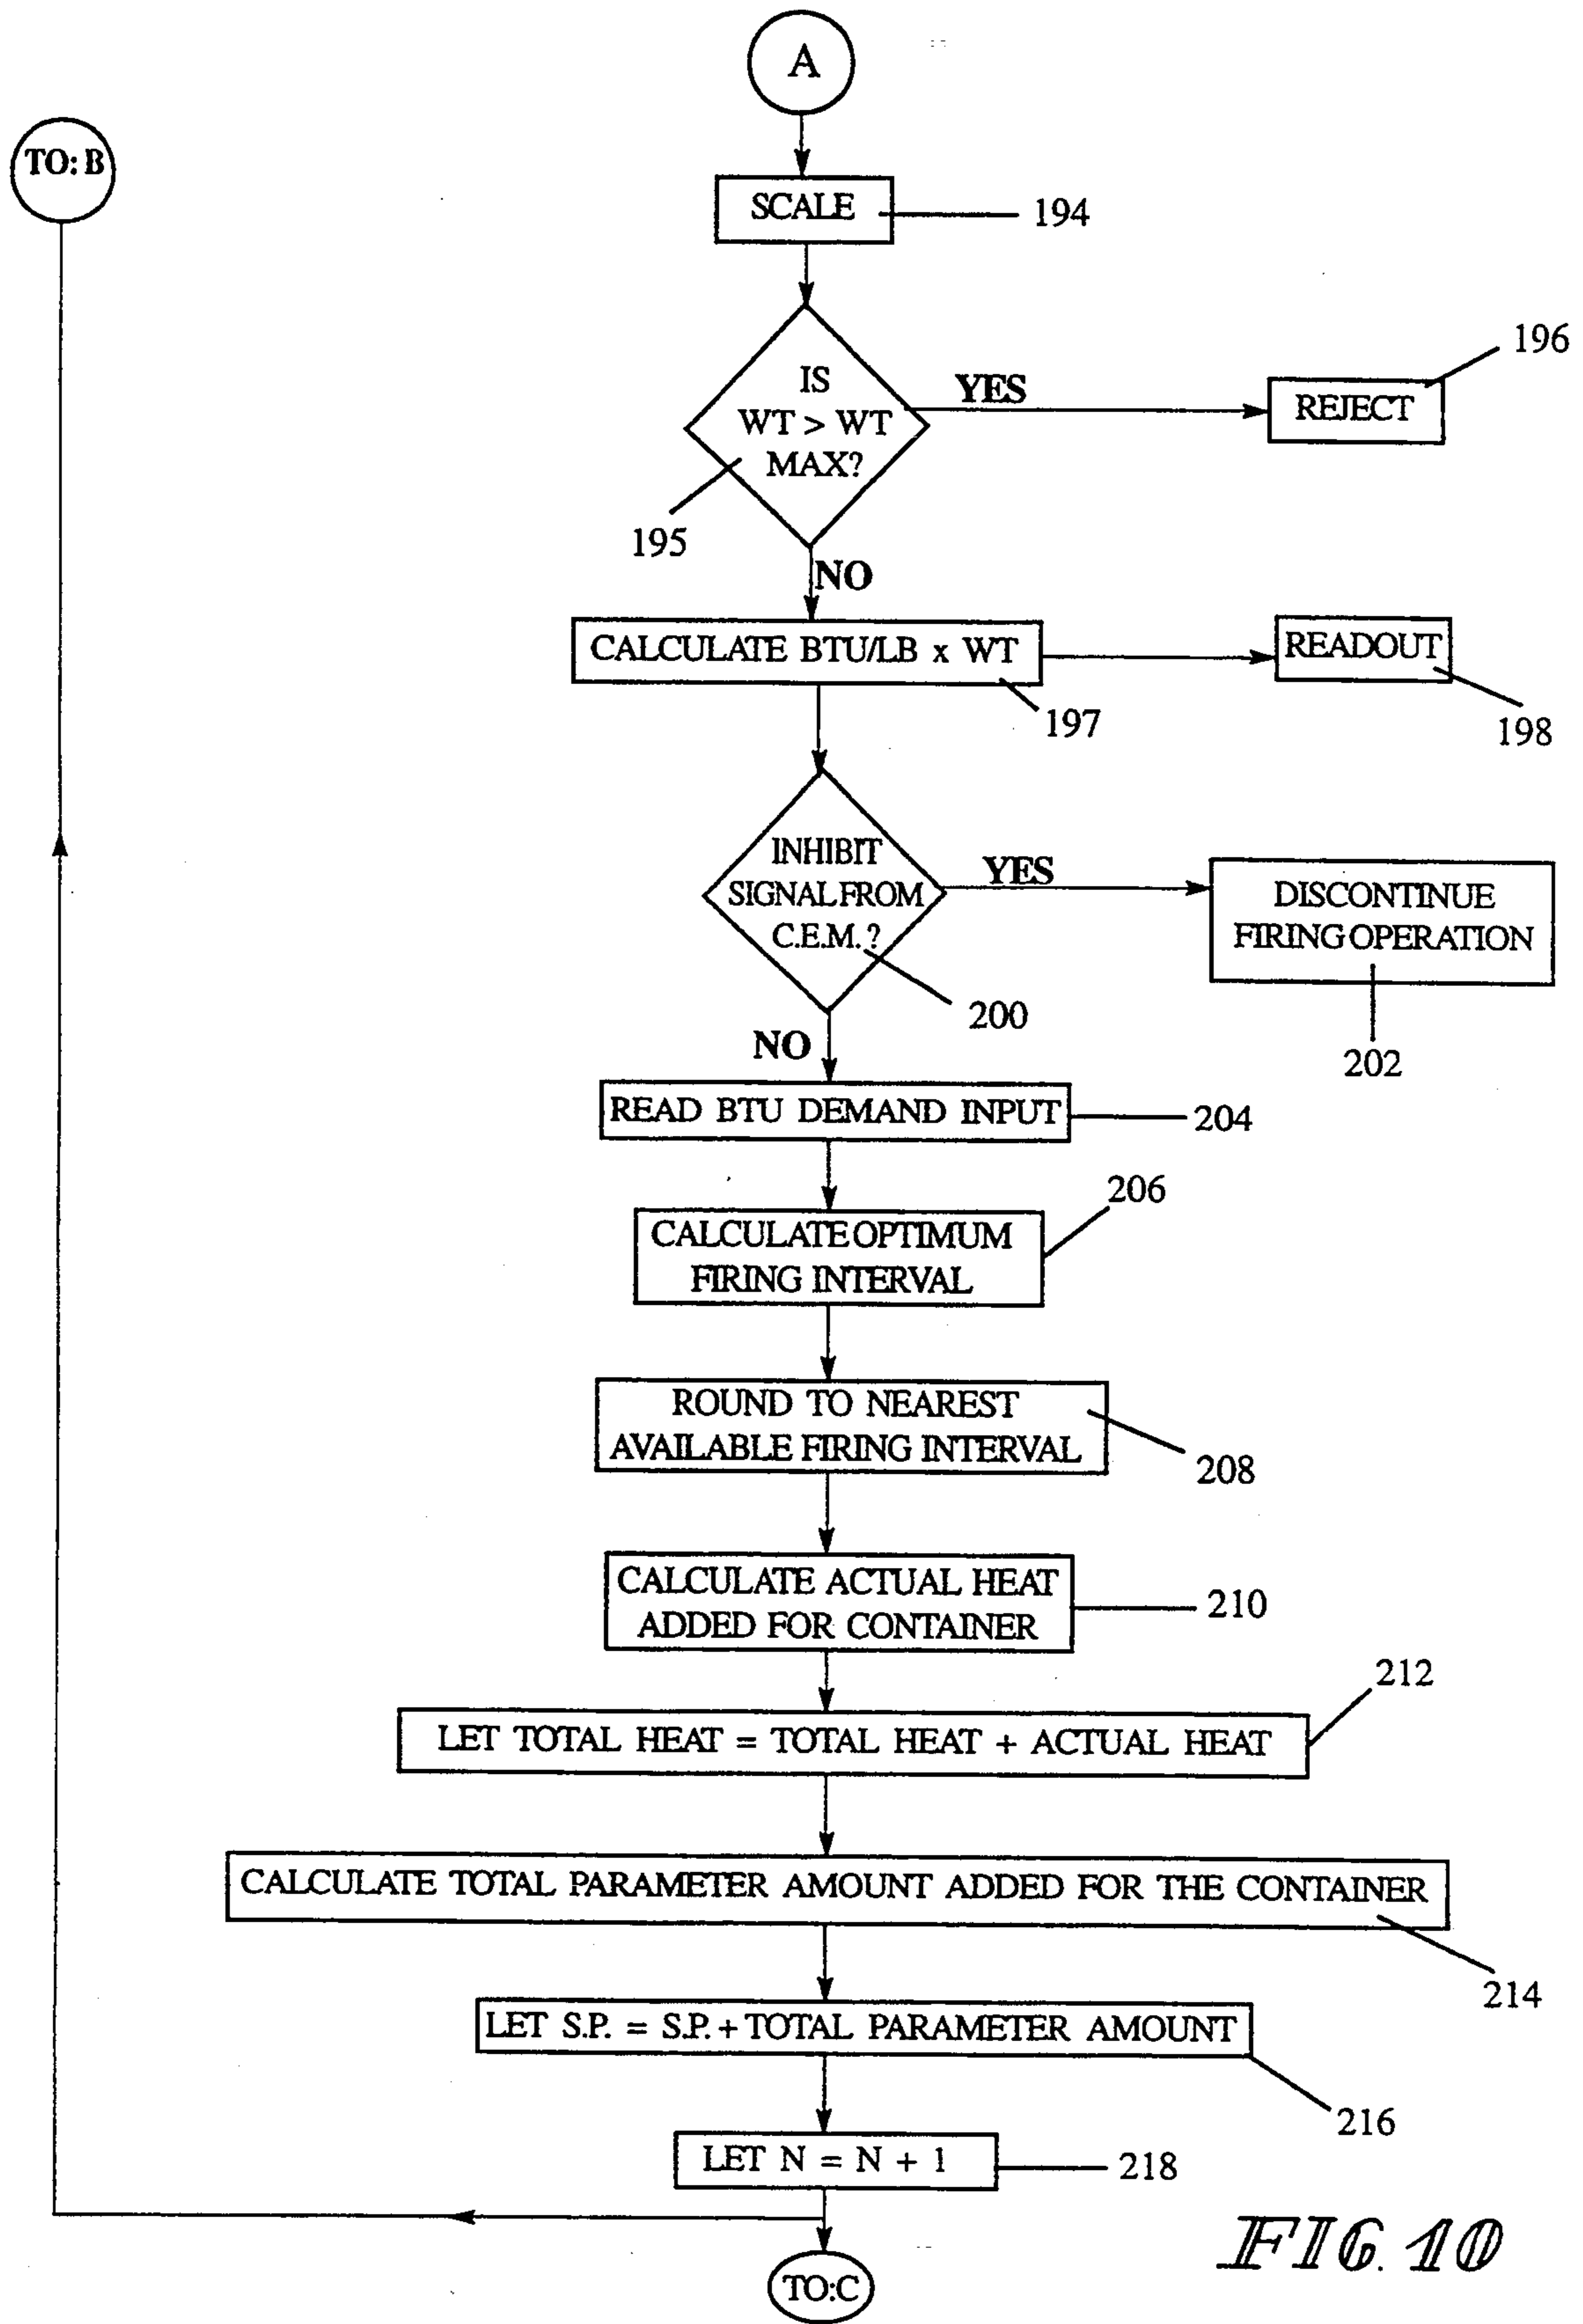 A
TO: B
SCALE
194
IS
WT > WT
MAX?
195
YES
REJECT
196
NO
CALCULATE BTU/LB x WT
197
READOUT
198
INHIBIT
SIGNAL FROM
C.E.M.?
200
YES
DISCONTINUE
FIRING OPERATION
202
NO
READ BTU DEMAND INPUT
204
206
CALCULATE OPTIMUM
FIRING INTERVAL
ROUND TO NEAREST
AVAILABLE FIRING INTERVAL
208
CALCULATE ACTUAL HEAT
ADDED FOR CONTAINER
210
212
LET TOTAL HEAT = TOTAL HEAT + ACTUAL HEAT
CALCULATE TOTAL PARAMETER AMOUNT ADDED FOR THE CONTAINER
214
LET S.P. = S.P. + TOTAL PARAMETER AMOUNT
216
LET N = N + 1
218
TO:C
FIG. 10